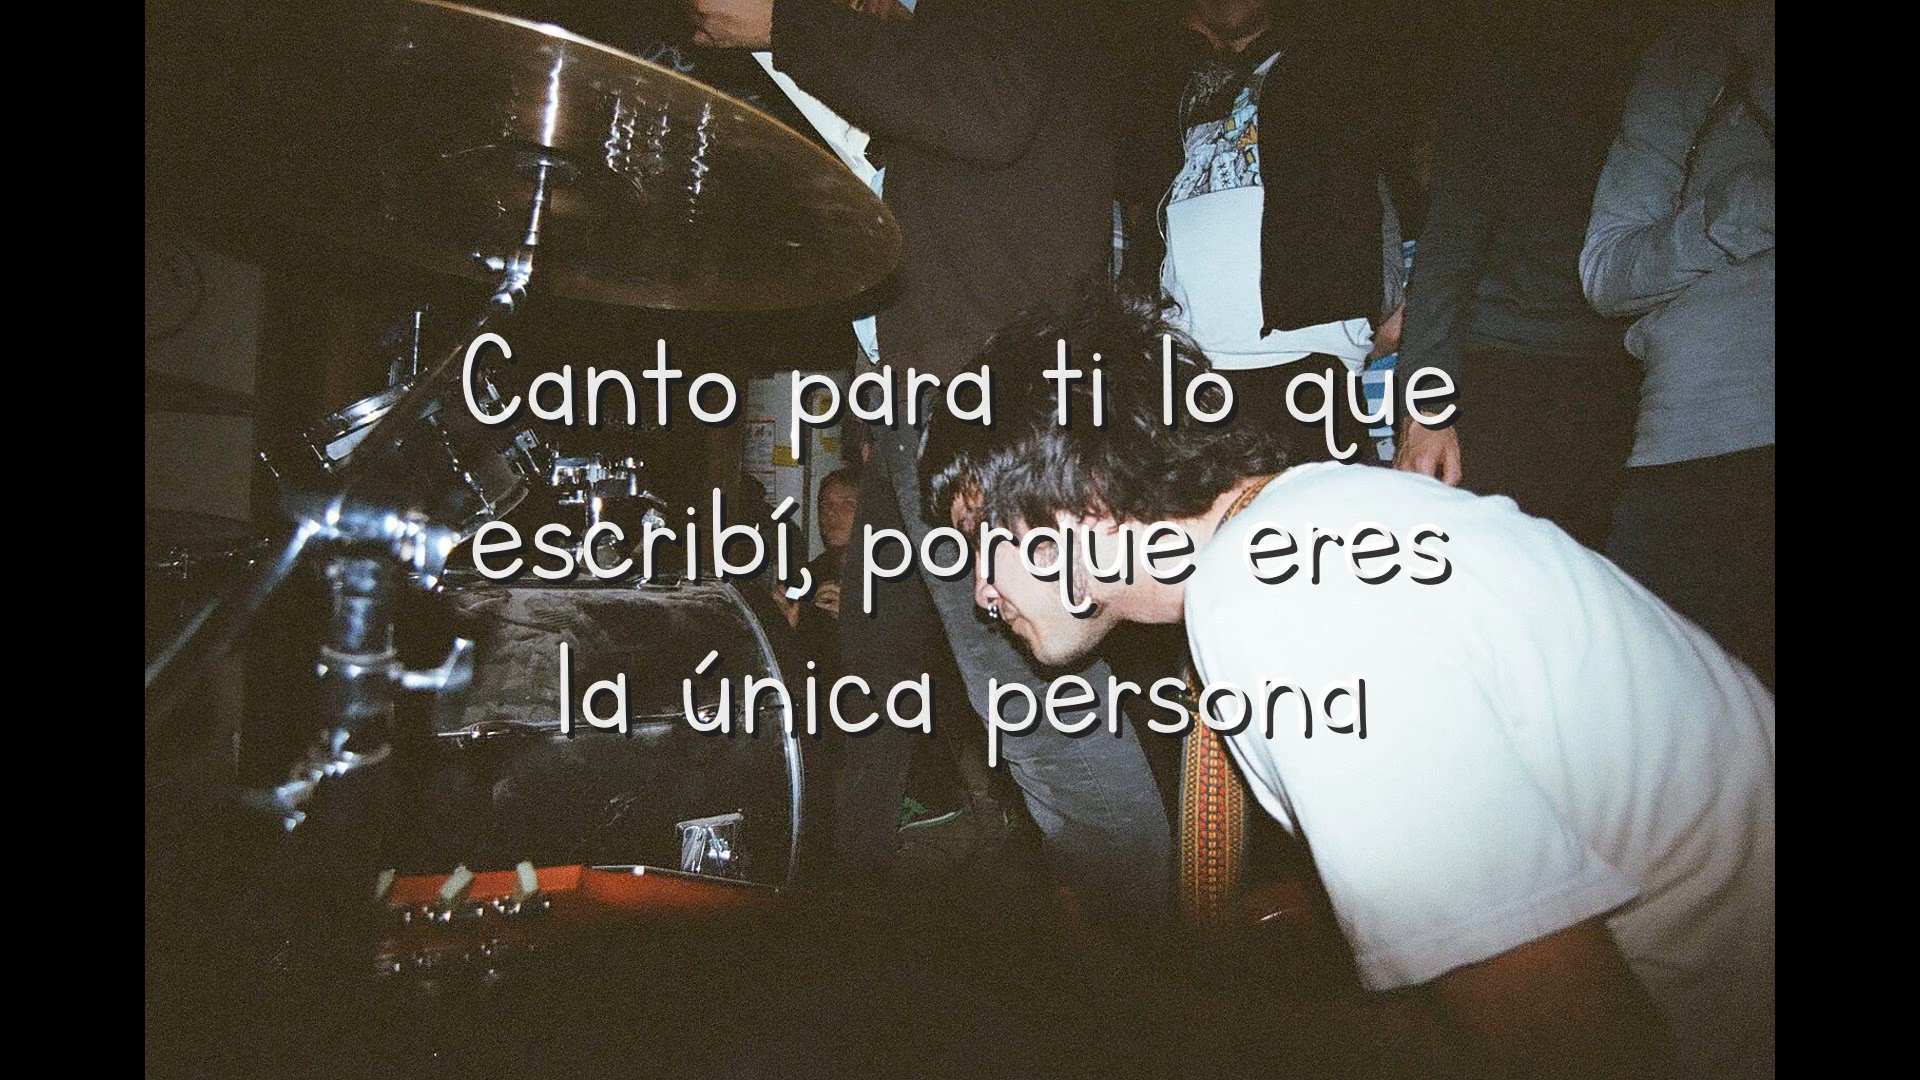 Canto para ti lo que
escribí, porque eres
la única persona